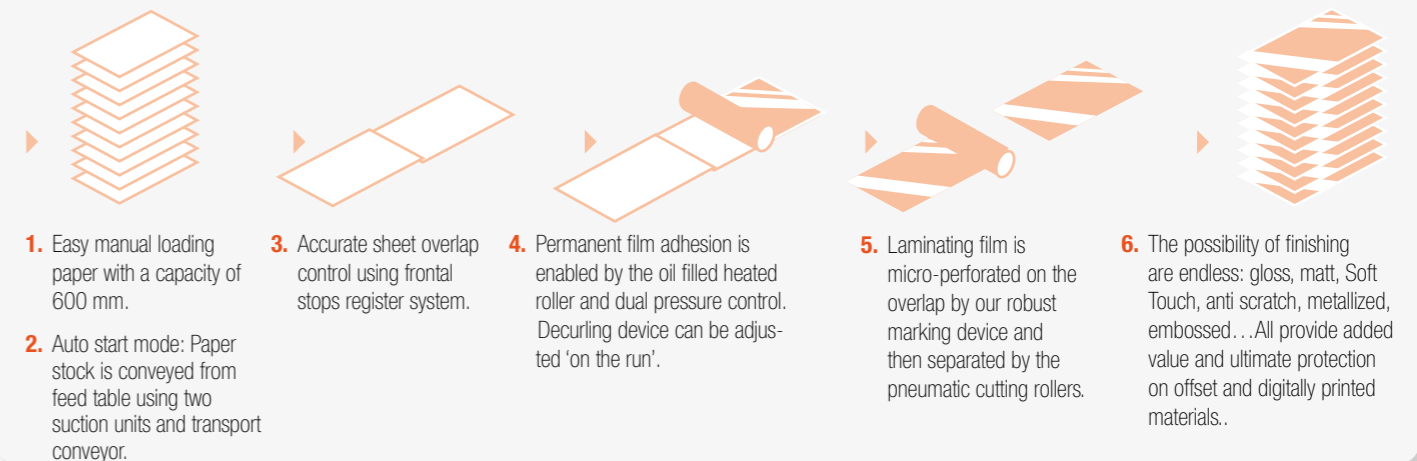 1. Easy manual loading
paper with a capacity of
600 mm.
2. Auto start mode: Paper
stock is conveyed from
feed table using two
suction units and transport
conveyor.
3. Accurate sheet overlap
control using frontal
stops register system.
4. Permanent film adhesion is
enabled by the oil filled heated
roller and dual pressure control.
Decurling device can be adjus-
ted ‘on the run’.
5. Laminating film is
micro-perforated on the
overlap by our robust
marking device and
then separated by the
pneumatic cutting rollers.
6. The possibility of finishing
are endless: gloss, matt, Soft
Touch, anti scratch, metallized,
embossed…All provide added
value and ultimate protection
on offset and digitally printed
materials..